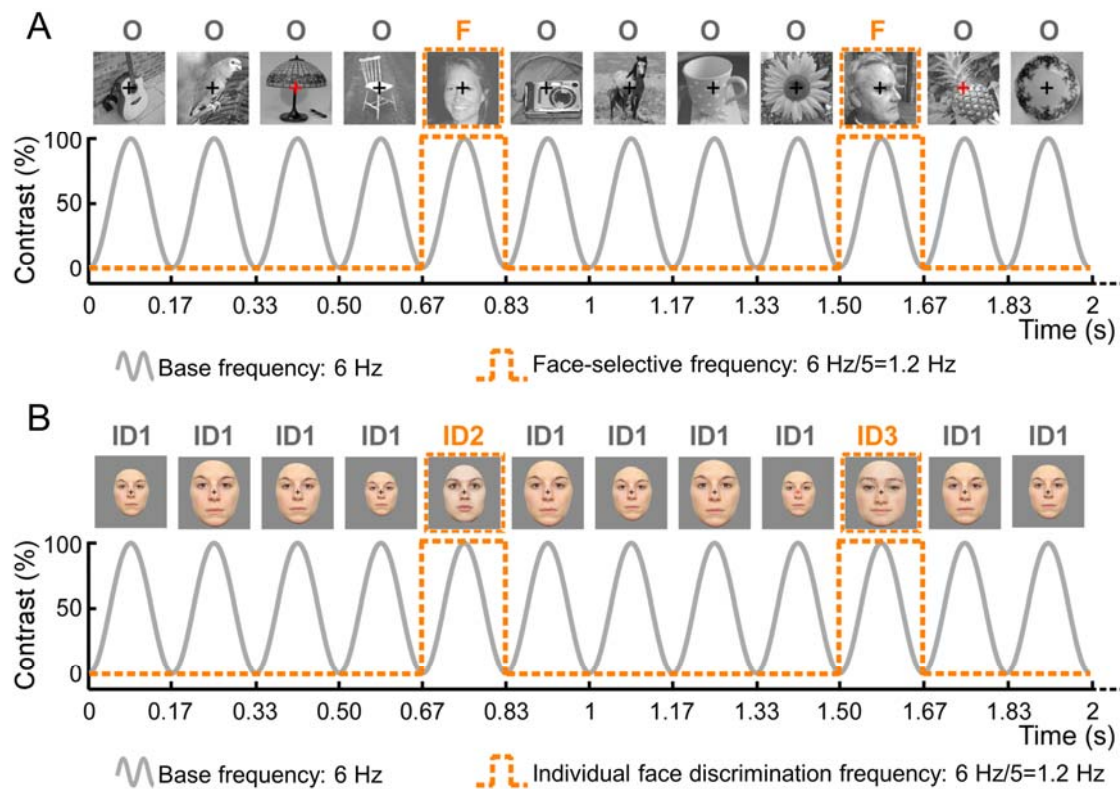 A
O O O O F O O O O F O O
Contrast (%)
100
50
0
0 0.17 0.33 0.50 0.67 0.83 1 1.17 1.33 1.50 1.67 1.83 2
Time (s)
Base frequency: 6 Hz
Face-selective frequency: 6 Hz/5=1.2 Hz
B
ID1 ID1 ID1 ID1 ID2 ID1 ID1 ID1 ID1 ID3 ID1 ID1
Contrast (%)
100
50
0
0 0.17 0.33 0.50 0.67 0.83 1 1.17 1.33 1.50 1.67 1.83 2
Time (s)
Base frequency: 6 Hz
Individual face discrimination frequency: 6 Hz/5=1.2 Hz